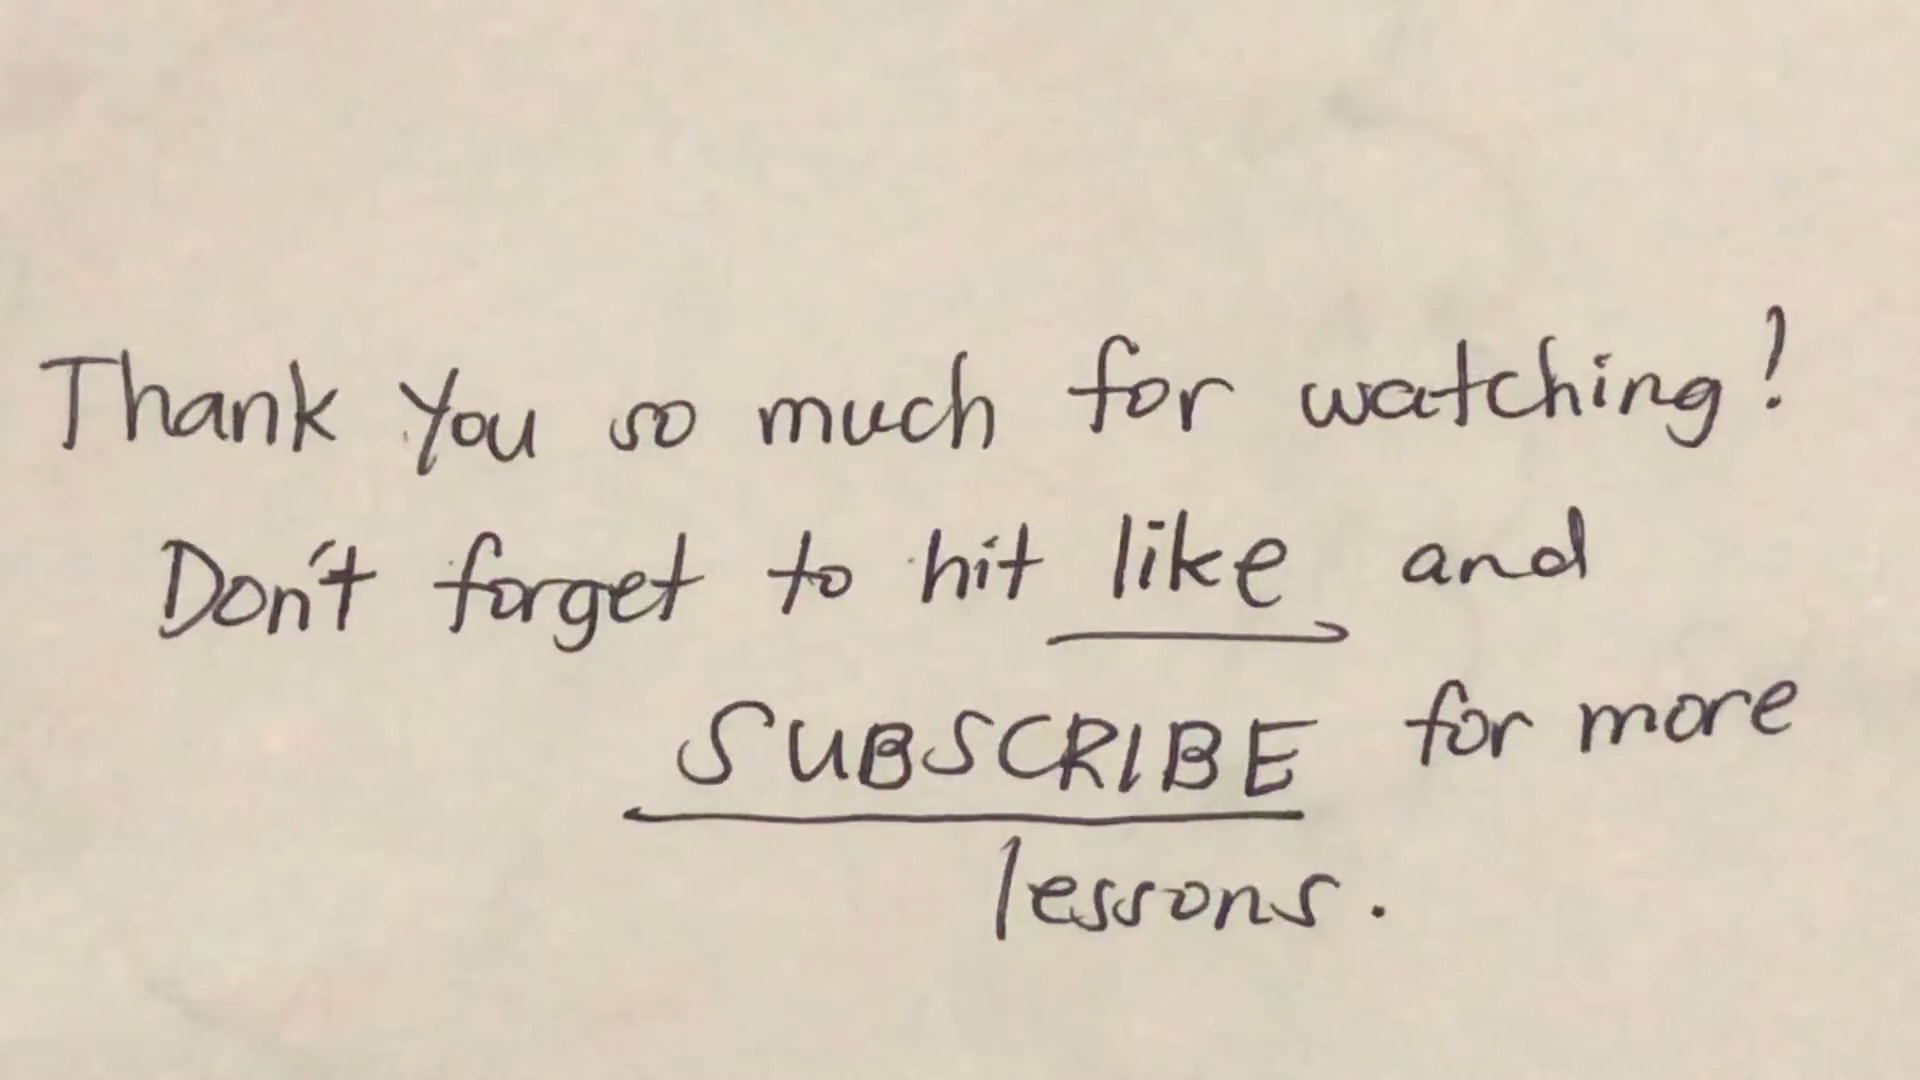 Thank You so much for watching!
Don't forget to hit like and
SUBSCRIBE for more
lessons.